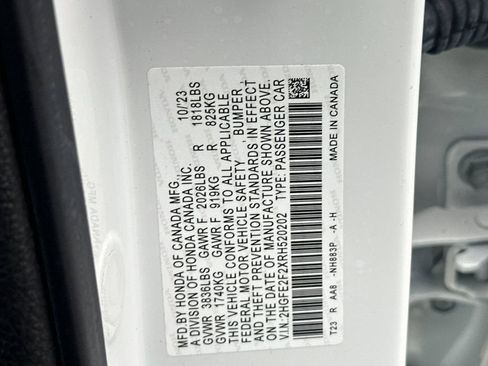 MFD.BY HONDA OF CANADA MFG., 10/23
A DIVISION OF HONDA CANADA INC.
GVWR 3836LBS GAWR F 2026LBS R 1818LBS
GVWR 1740KG GAWR F 919KG R 825KG
THIS VEHICLE CONFORMS TO ALL APPLICABLE
FEDERAL MOTOR VEHICLE SAFETY BUMPER,
AND THEFT PREVENTION STANDARDS, IN EFFECT
ON THE DATE OF MANUFACTURE SHOWN ABOVE.
V.I.N.:2HGFE2F2XRH520202 TYPE: PASSENGER CAR
T23 R AA8 -NH883P -A -H MADE IN CANADA